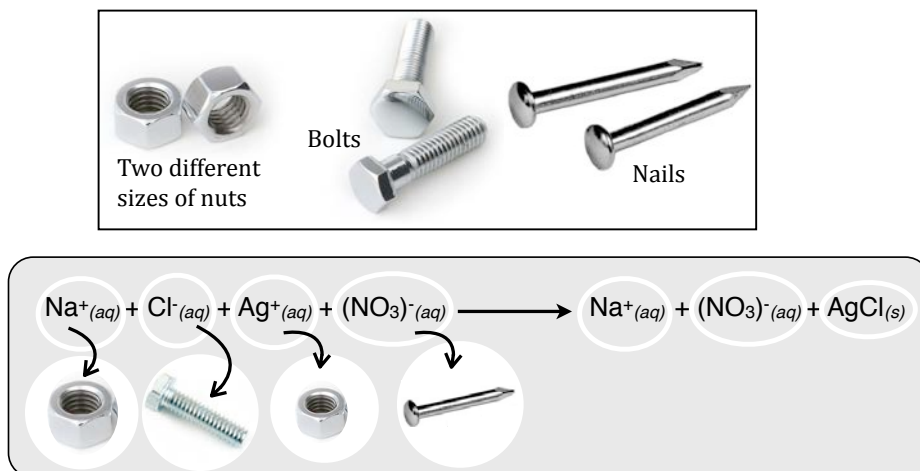 Bolts
Two different
sizes of nuts
Nails
Na+(aq) + Cl-(aq) + Ag+(aq) + (NO3)-(aq) → Na+(aq) + (NO3)-(aq) + AgCl(s)